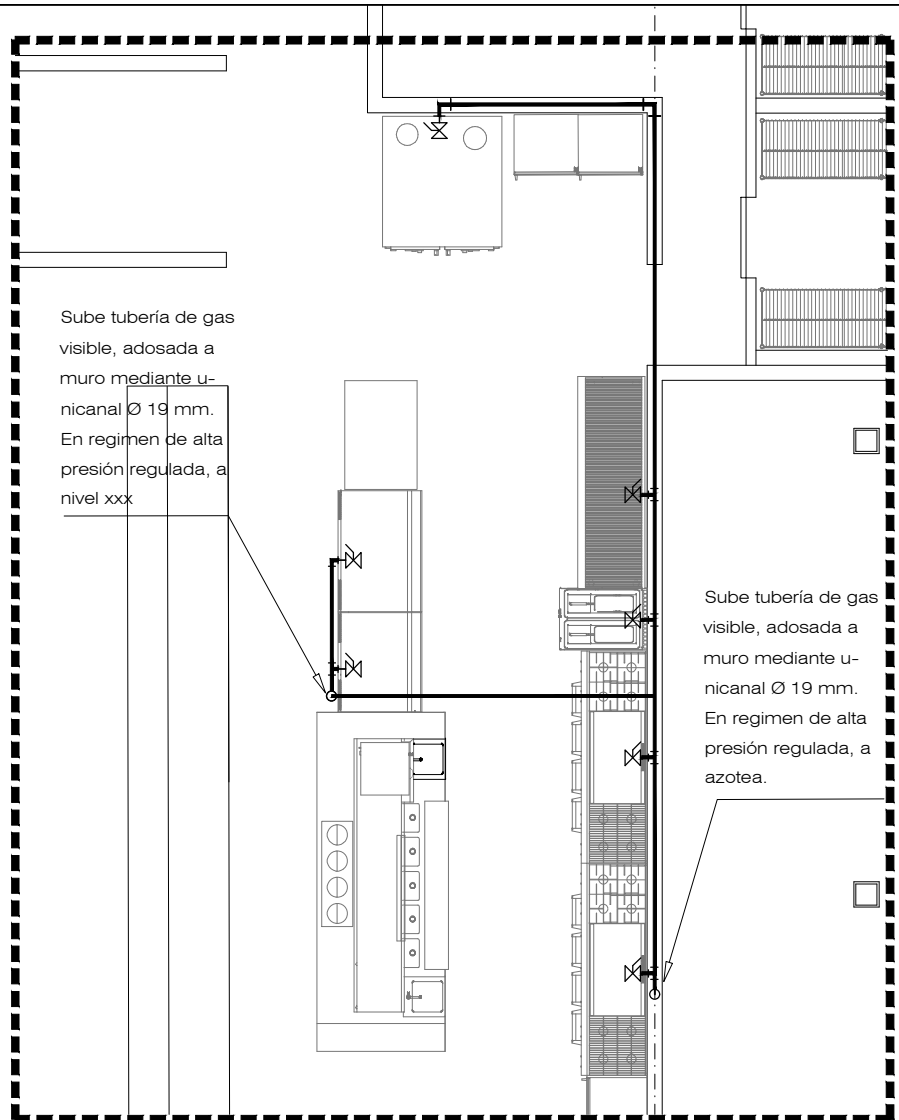 Sube tubería de gas
visible, adosada a
muro mediante u-
nicanal Ø 19 mm.
En regimen de alta
presión regulada, a
nivel xxx
Sube tubería de gas
visible, adosada a
muro mediante u-
nicanal Ø 19 mm.
En regimen de alta
presión regulada, a
azotea.